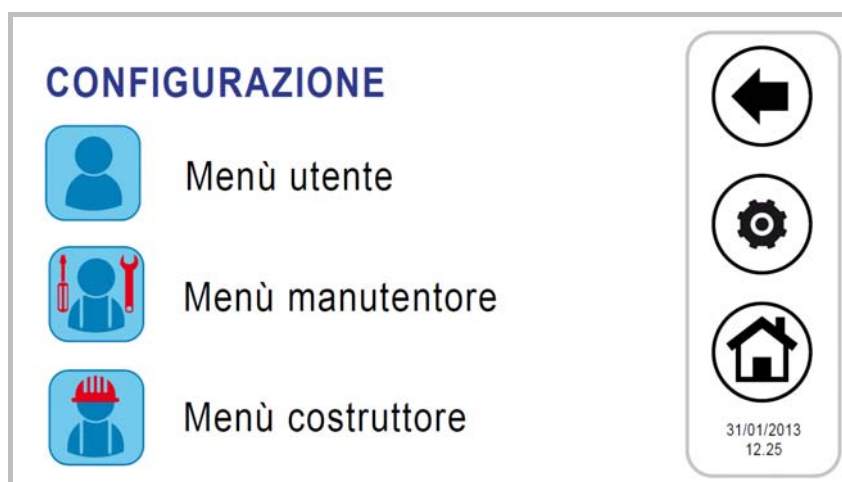 CONFIGURAZIONE
Menù utente
Menù manutentore
Menù costruttore
31/01/2013
12.25